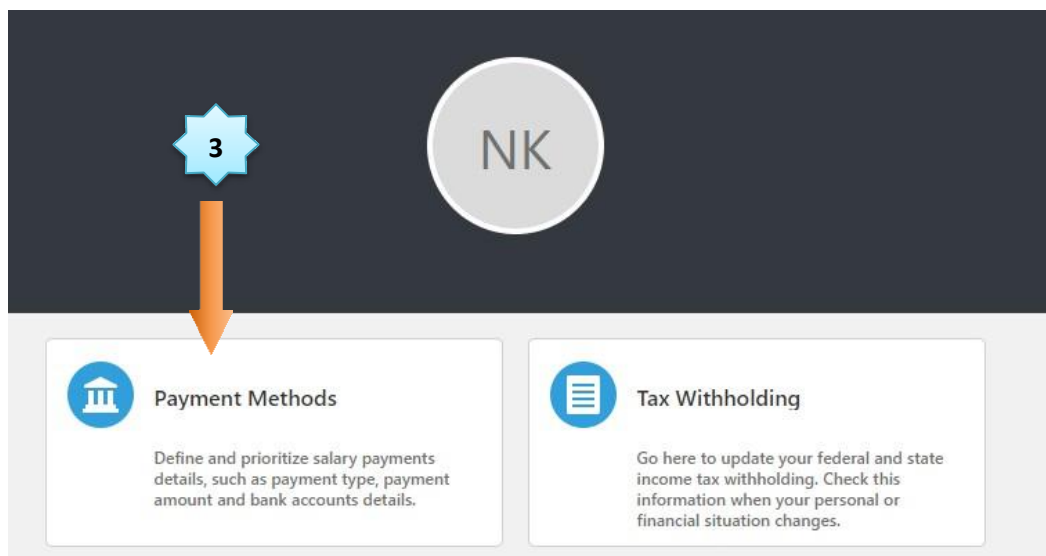 3
NK
Payment Methods
Define and prioritize salary payments
details, such as payment type, payment
amount and bank accounts details.
Tax Withholding
Go here to update your federal and state
income tax withholding. Check this
information when your personal or
financial situation changes.